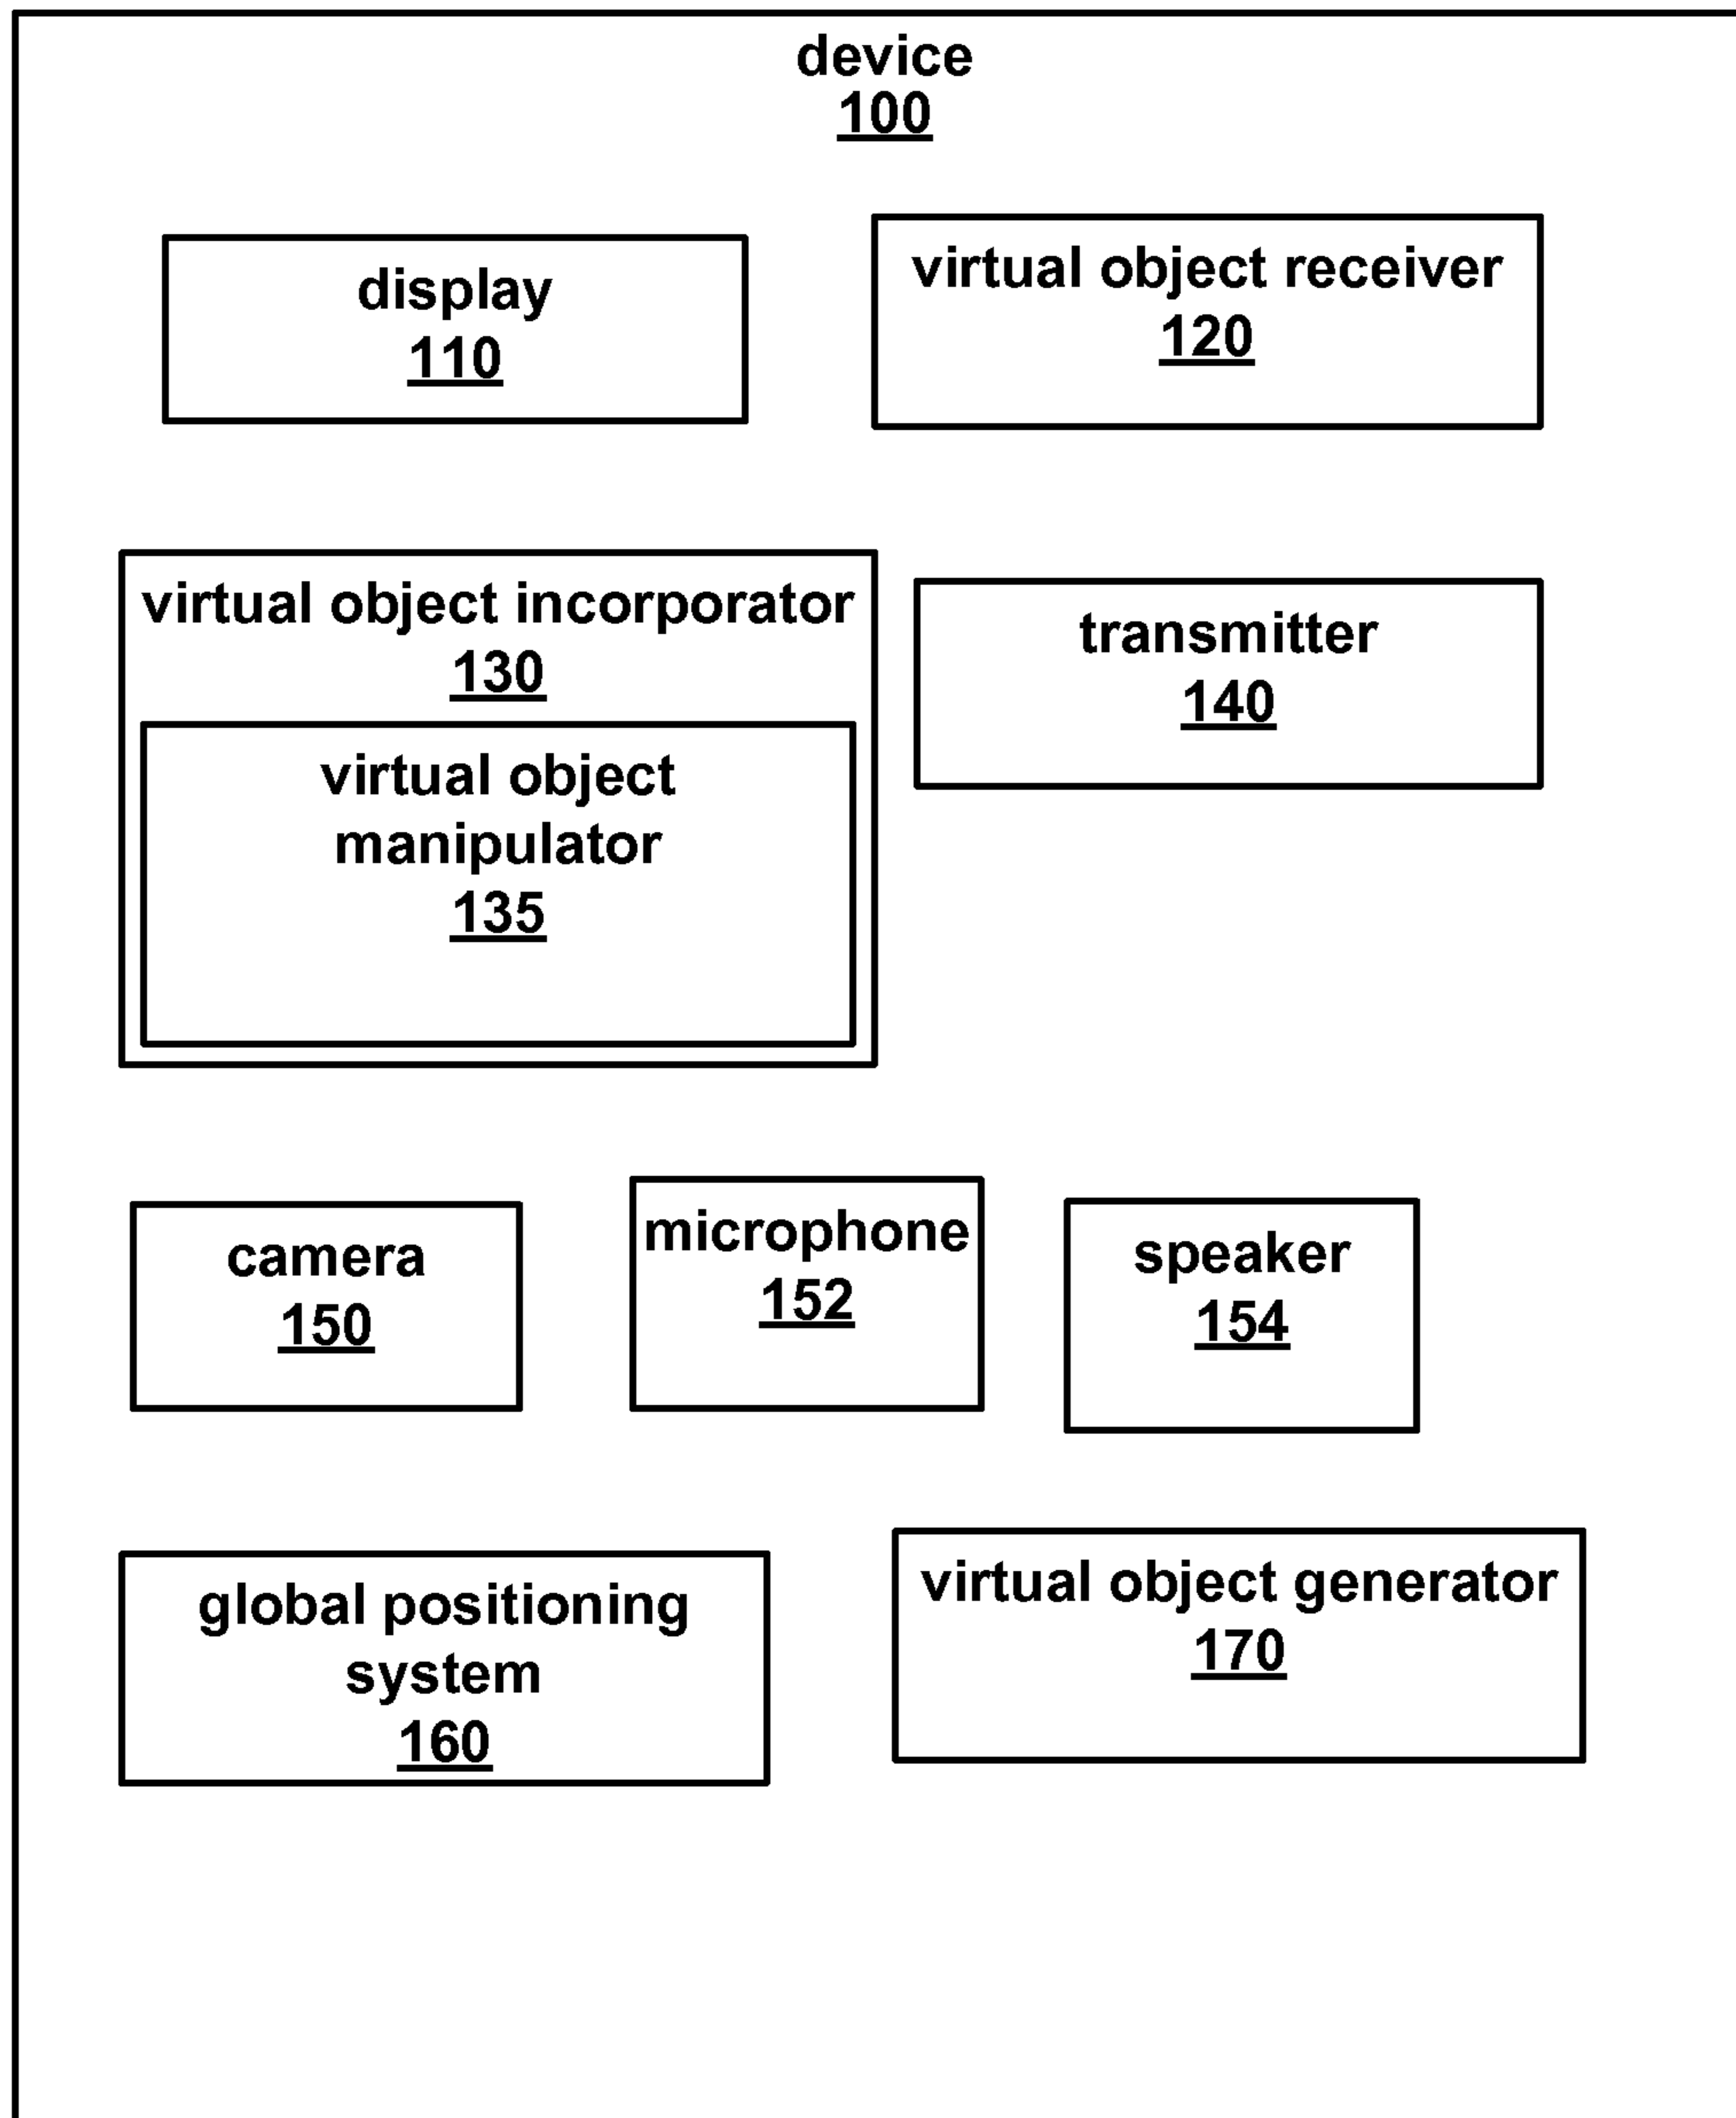 device
100
display
110
virtual object receiver
120
virtual object incorporator
130
virtual object
manipulator
135
transmitter
140
camera
150
microphone
152
speaker
154
global positioning
system
160
virtual object generator
170